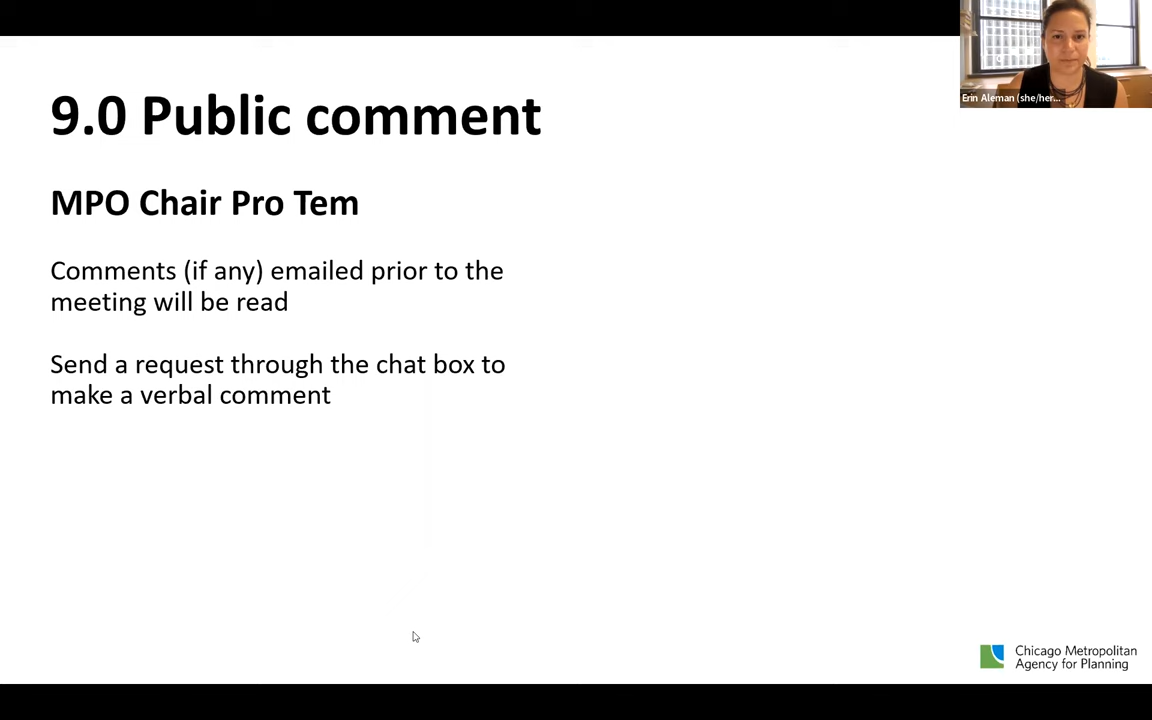 9.0 Public comment
MPO Chair Pro Tem
Comments (if any) emailed prior to the
meeting will be read
Send a request through the chat box to
make a verbal comment
Erin Aleman (she/her...
Chicago Metropolitan
Agency for Planning